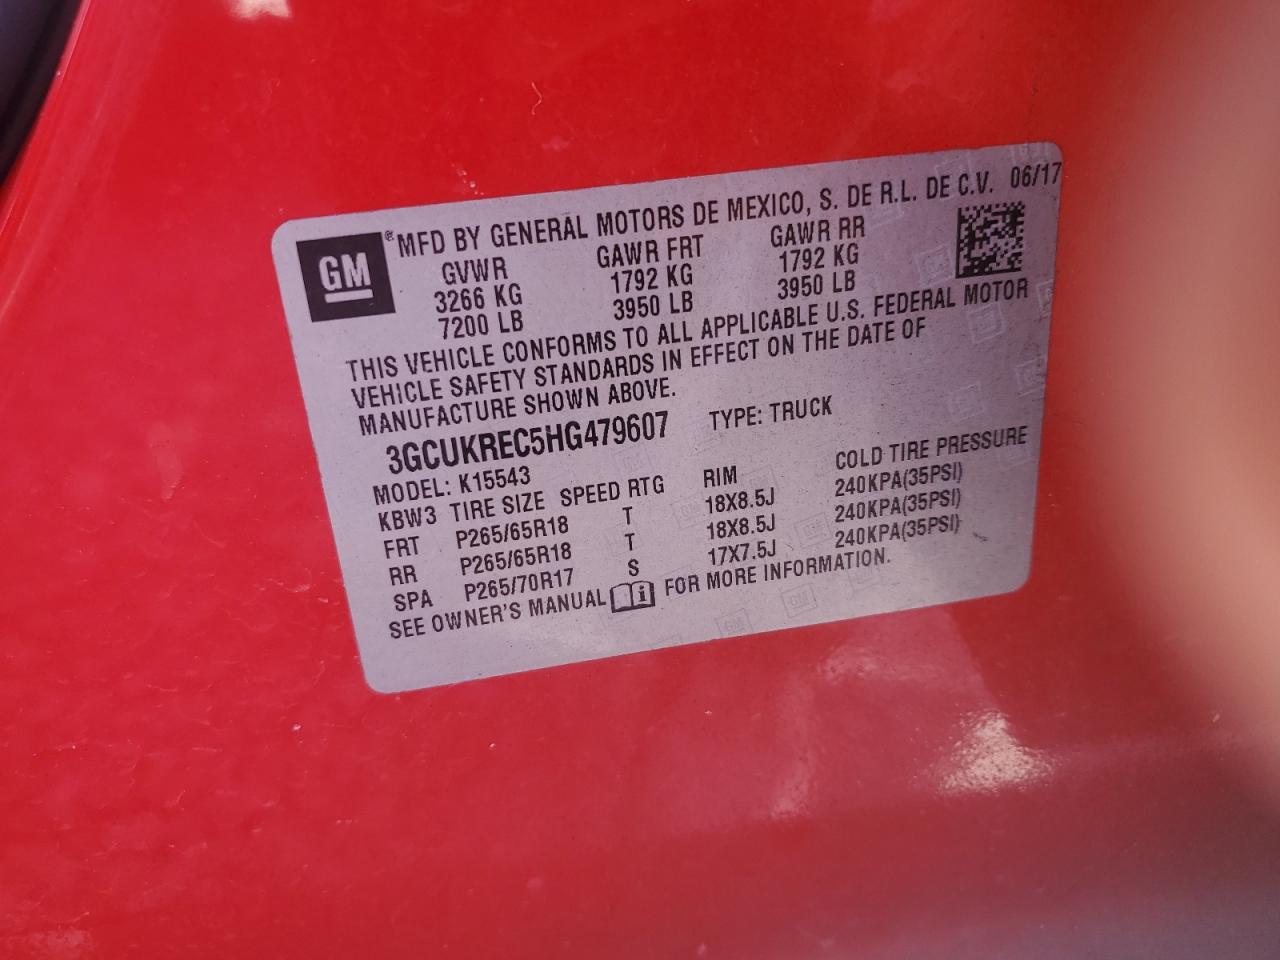 GM ® MFD BY GENERAL MOTORS DE MEXICO, S. DE R.L. DE C.V. 06/17
GVWR GAWR FRT GAWR RR
3266 KG 1792 KG 1792 KG
7200 LB 3950 LB 3950 LB
THIS VEHICLE CONFORMS TO ALL APPLICABLE U.S. FEDERAL MOTOR
VEHICLE SAFETY STANDARDS IN EFFECT ON THE DATE OF
MANUFACTURE SHOWN ABOVE.
3GCUKREC5HG479607 TYPE: TRUCK
MODEL: K15543
KBW3 TIRE SIZE SPEED RTG RIM COLD TIRE PRESSURE
FRT P265/65R18 T 18X8.5J 240KPA(35PSI)
RR P265/65R18 T 18X8.5J 240KPA(35PSI)
SPA P265/70R17 S 17X7.5J 240KPA(35PSI)
SEE OWNER'S MANUAL i FOR MORE INFORMATION.